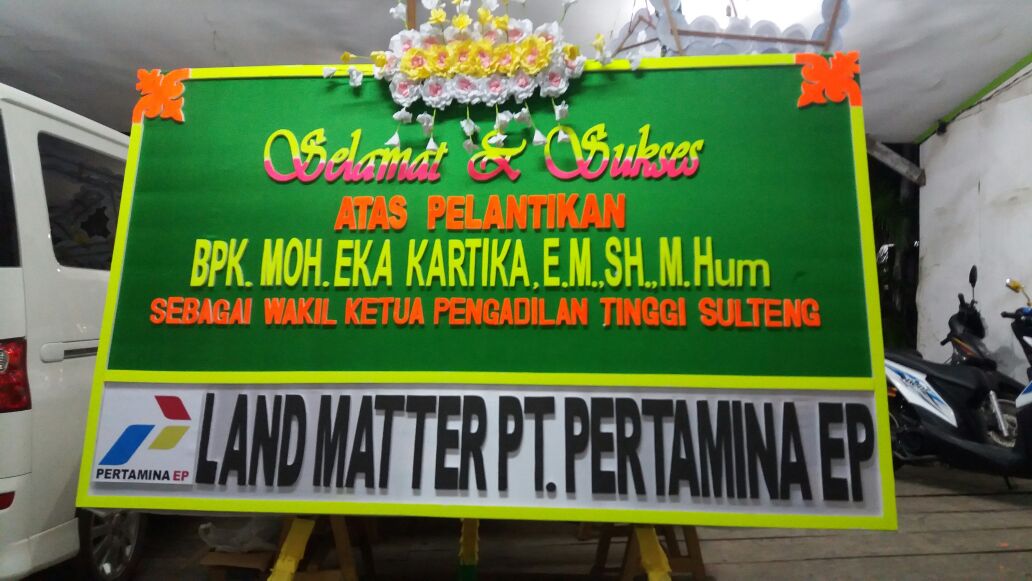 Selamat & Sukses
ATAS PELANTIKAN
BPK. MOH. EKA KARTIKA, E.M.,SH.,M.Hum
SEBAGAI WAKIL KETUA PENGADILAN TINGGI SULTENG
PERTAMINA EP
LAND MATTER PT. PERTAMINA EP